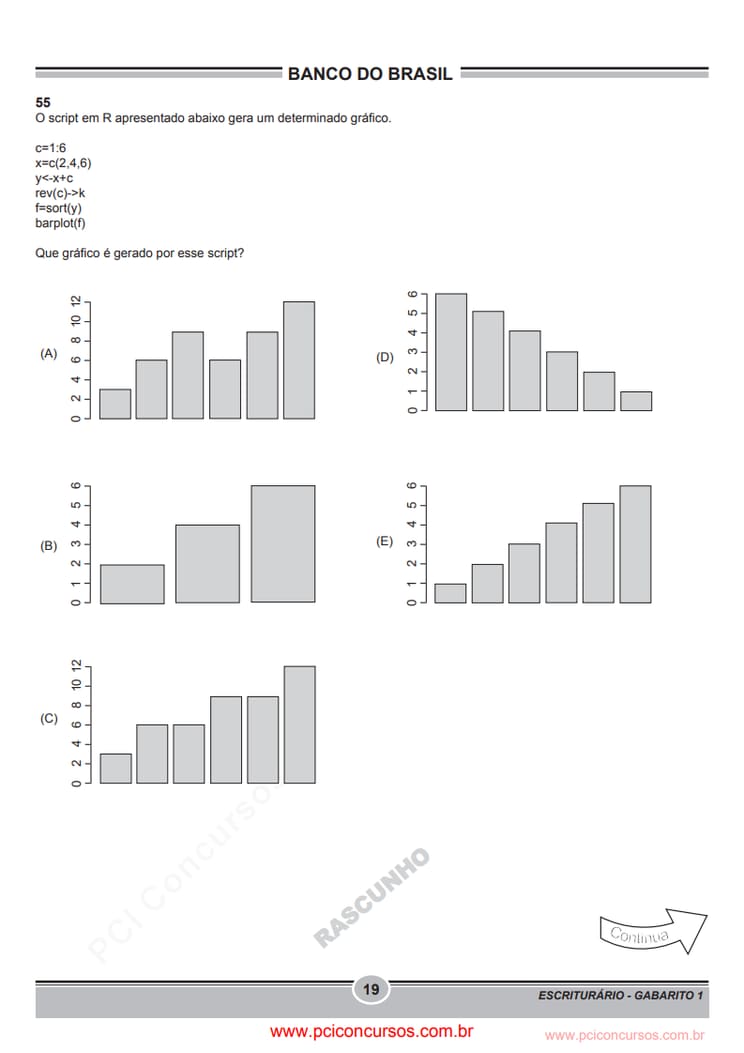 BANCO DO BRASIL
55
O script em R apresentado abaixo gera um determinado gráfico.
c=1:6
x=c(2,4,6)
y<-x+c
rev(c)->k
f=sort(y)
barplot(f)
Que gráfico é gerado por esse script?
(A)
0 2 4 6 8 10 12
(D)
0 1 2 3 4 5 6
(B)
0 1 2 3 4 5 6
(E)
0 1 2 3 4 5 6
(C)
0 2 4 6 8 10 12
PCI Concursos
RASCUNHO
Continua
19
ESCRITURÁRIO - GABARITO 1
www.pciconcursos.com.br
www.pciconcursos.com.br